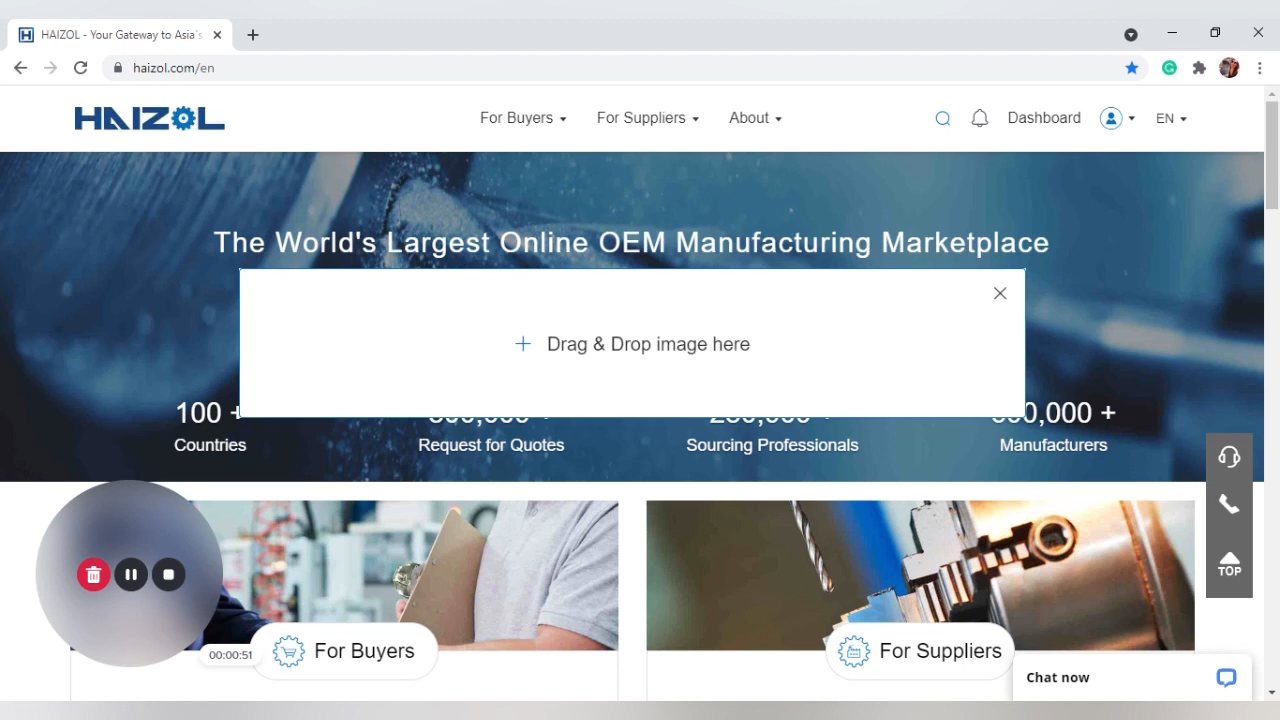 HAIZOL - Your Gateway to Asia's
haizol.com/en
HAIZOL
For Buyers
For Suppliers
About
Dashboard
EN
The World's Largest Online OEM Manufacturing Marketplace
Drag & Drop image here
100 +
Countries
Request for Quotes
Sourcing Professionals
Manufacturers
TOP
00:00:51
For Buyers
For Suppliers
Chat now